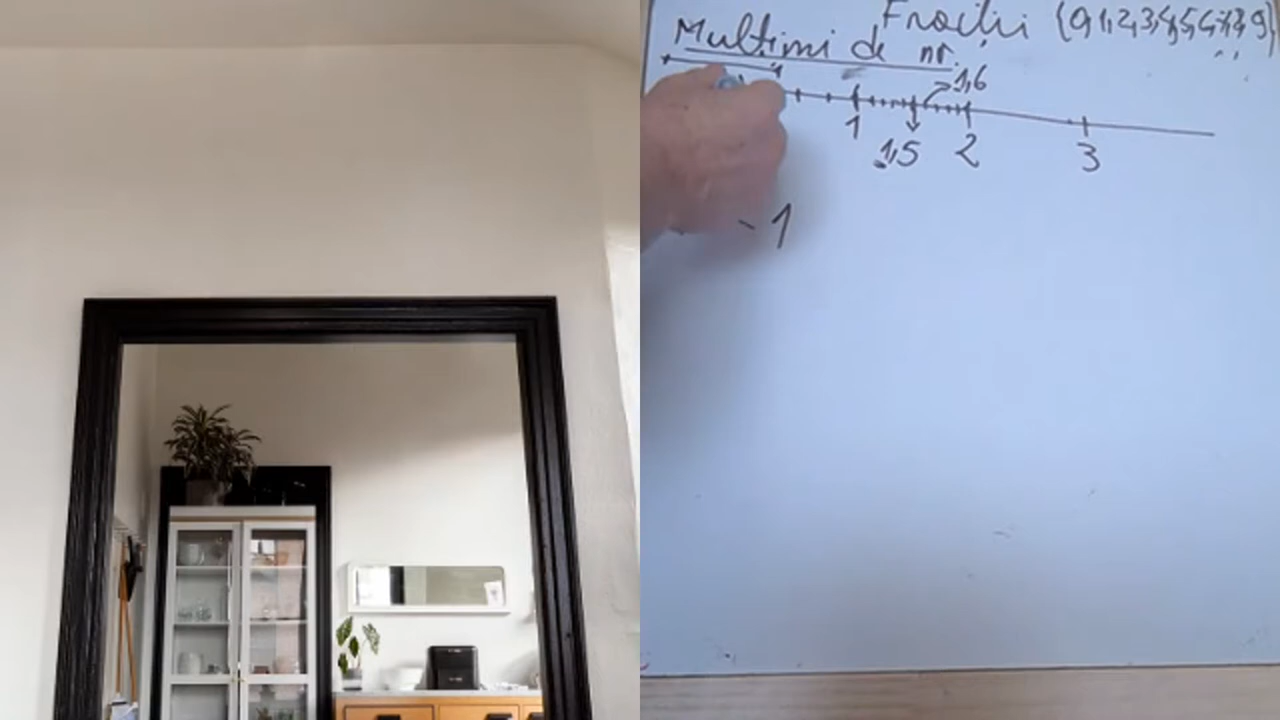 Fracții {0,1,2,3,4,5,6,7,8,9}
Mulțimi de nr.
1,6
1
1,5 2 3
- 1